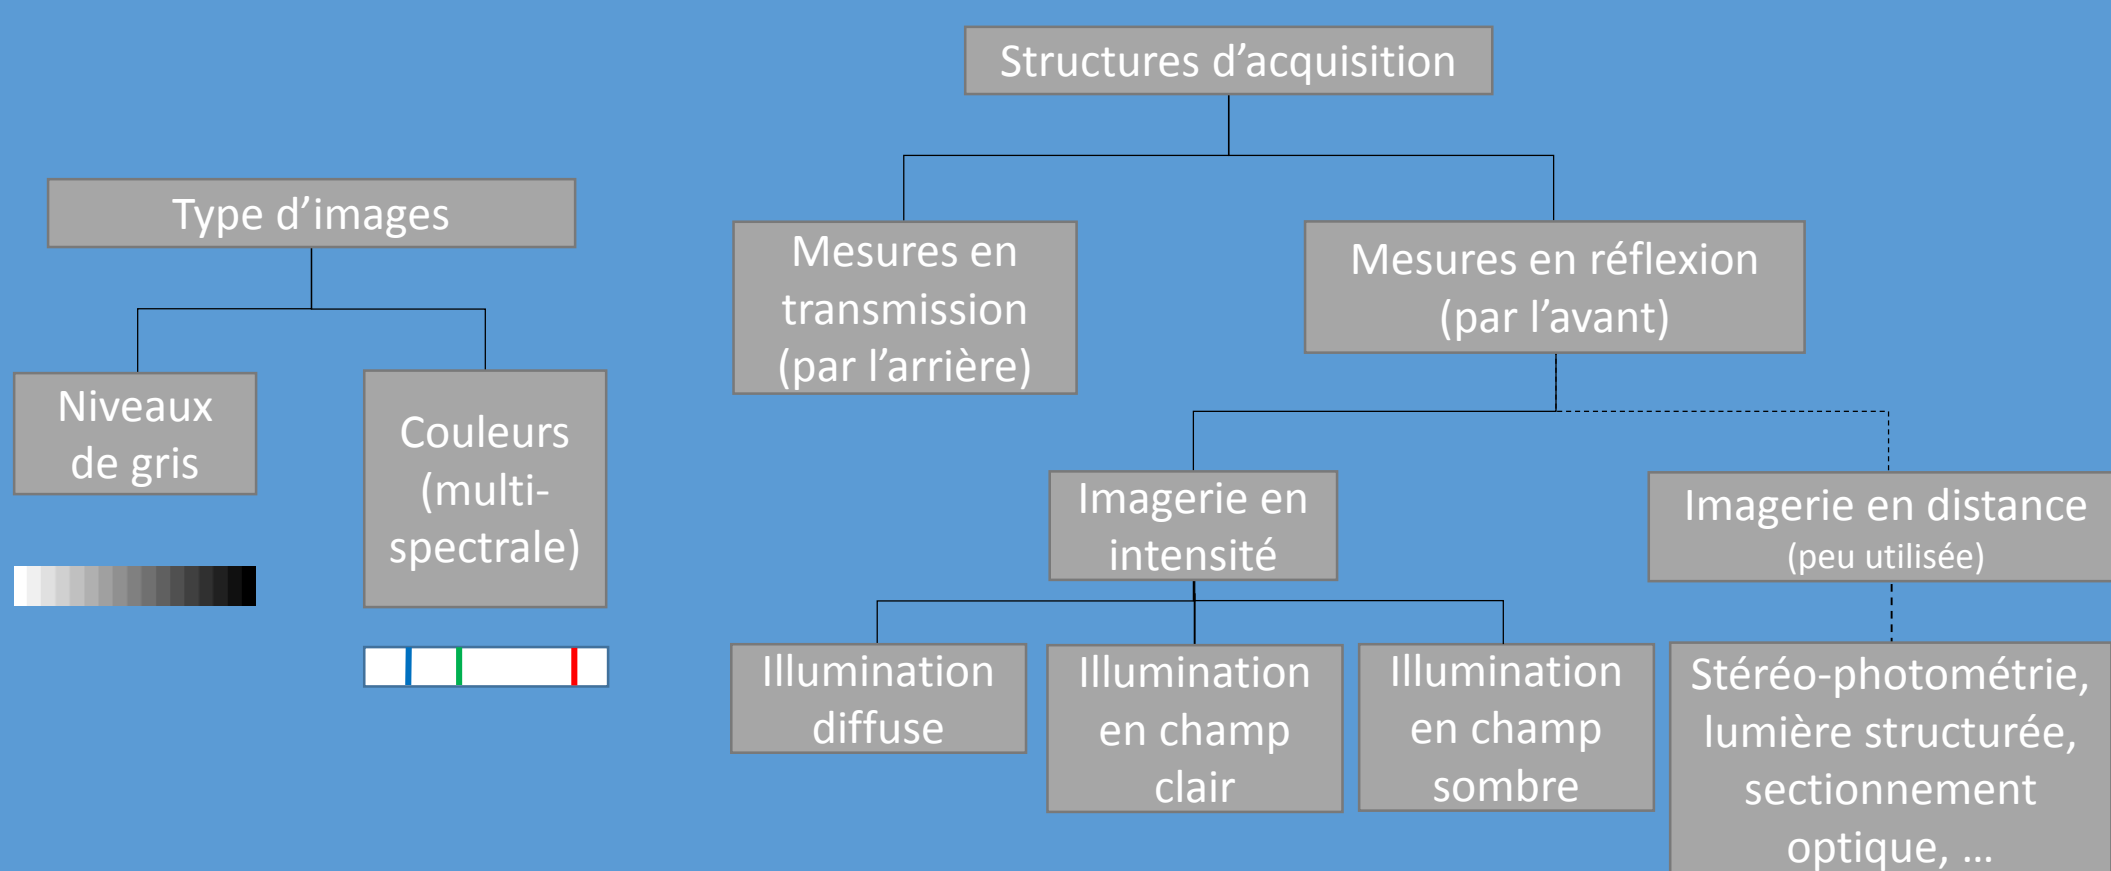 Structures d’acquisition
Type d’images
Mesures en
transmission
(par l’arrière)
Mesures en réflexion
(par l’avant)
Niveaux
de gris
Couleurs
(multi-
spectrale)
Imagerie en
intensité
Imagerie en distance
(peu utilisée)
Illumination
diffuse
Illumination
en champ
clair
Illumination
en champ
sombre
Stéréo-photométrie,
lumière structurée,
sectionnement
optique, ...